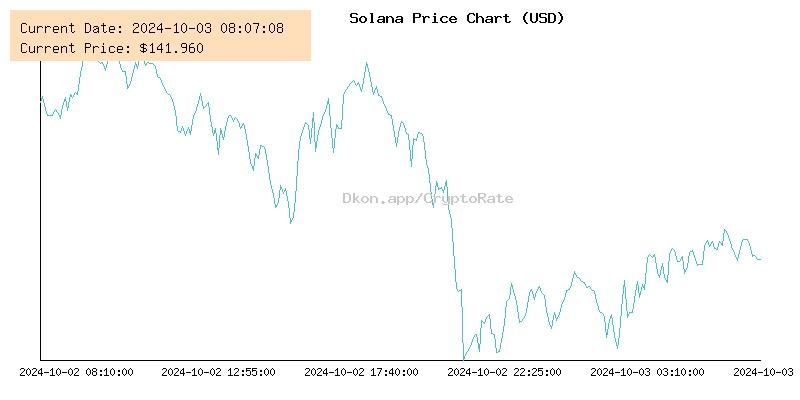 Solana Price Chart (USD)
Current Date: 2024-10-03 08:07:08
Current Price: $141.960
Dkon.app/CryptoRate
2024-10-02 08:10:00 2024-10-02 12:55:00 2024-10-02 17:40:00 2024-10-02 22:25:00 2024-10-03 03:10:00 2024-10-03